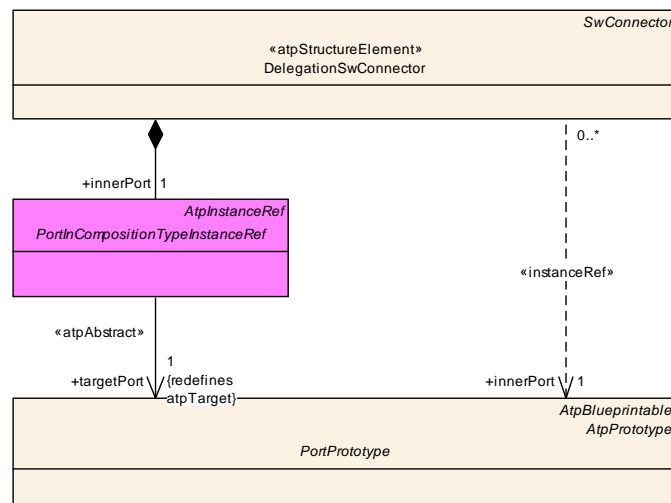 SwConnector
«atpStructureElement»
DelegationSwConnector
0..*
+innerPort 1
AtpInstanceRef
PortInCompositionTypeInstanceRef
«instanceRef»
«atpAbstract»
1
+targetPort
{redefines
atpTarget}
+innerPort 1
AtpBlueprintable
AtpPrototype
PortPrototype